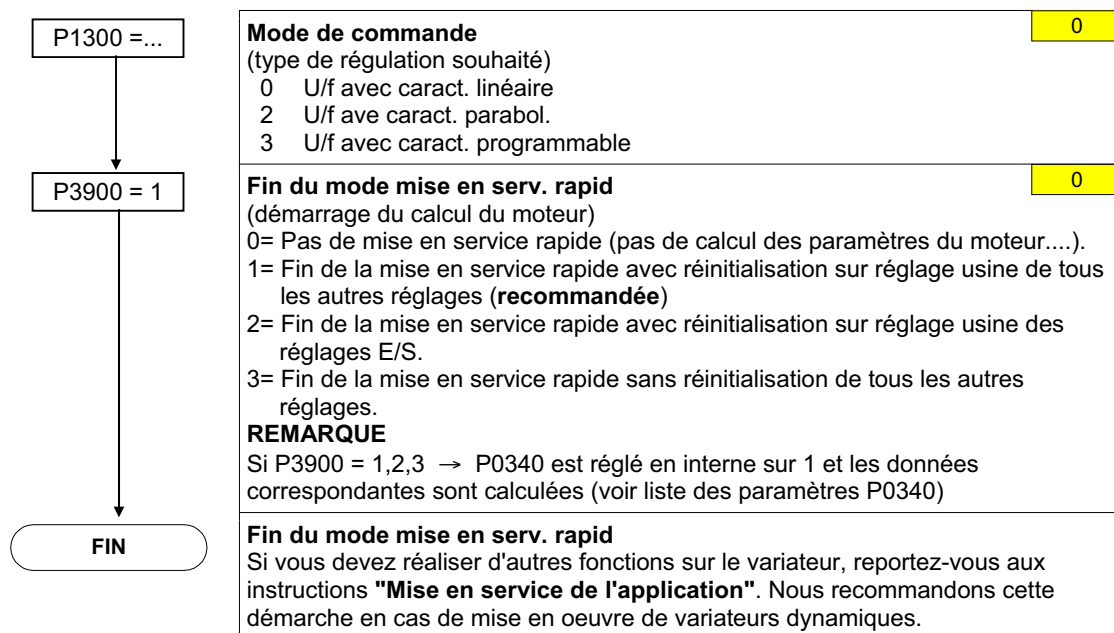 P1300 =...
Mode de commande
0
(type de régulation souhaité)
0 U/f avec caract. linéaire
2 U/f ave caract. parabol.
3 U/f avec caract. programmable
P3900 = 1
Fin du mode mise en serv. rapid
0
(démarrage du calcul du moteur)
0= Pas de mise en service rapide (pas de calcul des paramètres du moteur....).
1= Fin de la mise en service rapide avec réinitialisation sur réglage usine de tous
les autres réglages (recommandée)
2= Fin de la mise en service rapide avec réinitialisation sur réglage usine des
réglages E/S.
3= Fin de la mise en service rapide sans réinitialisation de tous les autres
réglages.
REMARQUE
Si P3900 = 1,2,3 → P0340 est réglé en interne sur 1 et les données
correspondantes sont calculées (voir liste des paramètres P0340)
FIN
Fin du mode mise en serv. rapid
Si vous devez réaliser d'autres fonctions sur le variateur, reportez-vous aux
instructions "Mise en service de l'application". Nous recommandons cette
démarche en cas de mise en oeuvre de variateurs dynamiques.